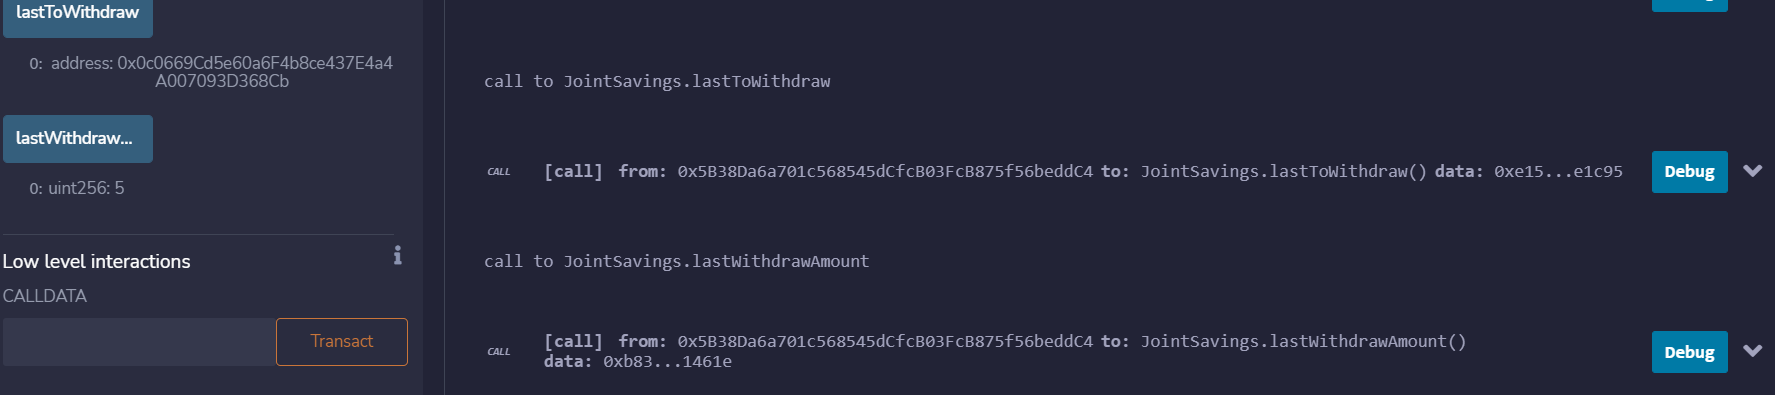 lastToWithdraw
0: address: 0x0c0669Cd5e60a6F4b8ce437E4a4
A007093D368Cb
lastWithdraw...
0: uint256: 5
Low level interactions
CALLDATA
Transact
call to JointSavings.lastToWithdraw
CALL [call] from: 0x5B38Da6a701c568545dCfcB03FcB875f56beddC4 to: JointSavings.lastToWithdraw() data: 0xe15...e1c95
Debug
call to JointSavings.lastWithdrawAmount
CALL [call] from: 0x5B38Da6a701c568545dCfcB03FcB875f56beddC4 to: JointSavings.lastWithdrawAmount()
data: 0xb83...1461e
Debug